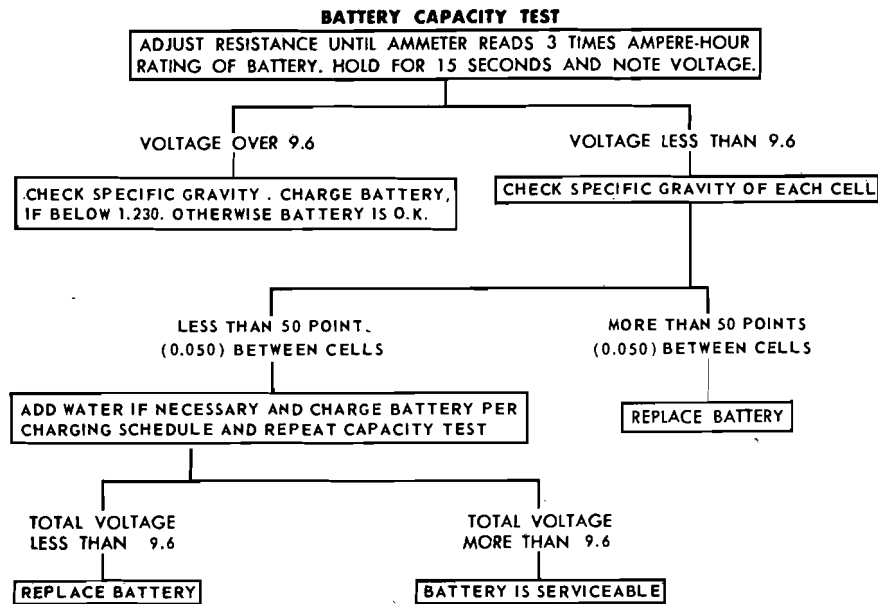 BATTERY CAPACITY TEST
ADJUST RESISTANCE UNTIL AMMETER READS 3 TIMES AMPERE-HOUR
RATING OF BATTERY. HOLD FOR 15 SECONDS AND NOTE VOLTAGE.
VOLTAGE OVER 9.6
VOLTAGE LESS THAN 9.6
CHECK SPECIFIC GRAVITY. CHARGE BATTERY,
IF BELOW 1.230. OTHERWISE BATTERY IS O.K.
CHECK SPECIFIC GRAVITY OF EACH CELL
LESS THAN 50 POINT.
(0.050) BETWEEN CELLS
MORE THAN 50 POINTS
(0.050) BETWEEN CELLS
ADD WATER IF NECESSARY AND CHARGE BATTERY PER
CHARGING SCHEDULE AND REPEAT CAPACITY TEST
REPLACE BATTERY
TOTAL VOLTAGE
LESS THAN 9.6
TOTAL VOLTAGE
MORE THAN 9.6
REPLACE BATTERY
BATTERY IS SERVICEABLE